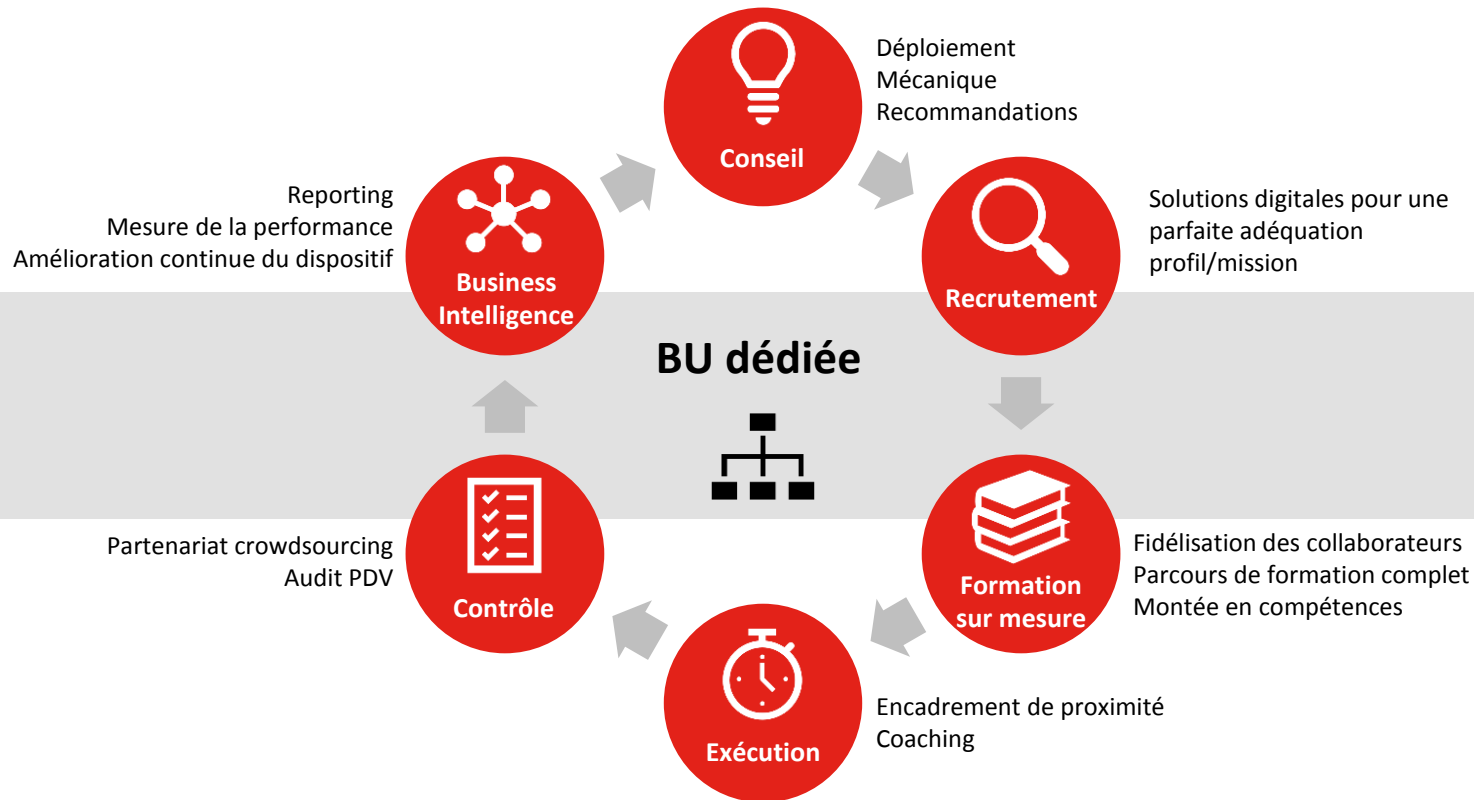 Conseil
Déploiement
Mécanique
Recommandations
Recrutement
Solutions digitales pour une
parfaite adéquation
profil/mission
Formation
sur mesure
Fidélisation des collaborateurs
Parcours de formation complet
Montée en compétences
Exécution
Encadrement de proximité
Coaching
Contrôle
Partenariat crowdsourcing
Audit PDV
Business
Intelligence
Reporting
Mesure de la performance
Amélioration continue du dispositif
BU dédiée